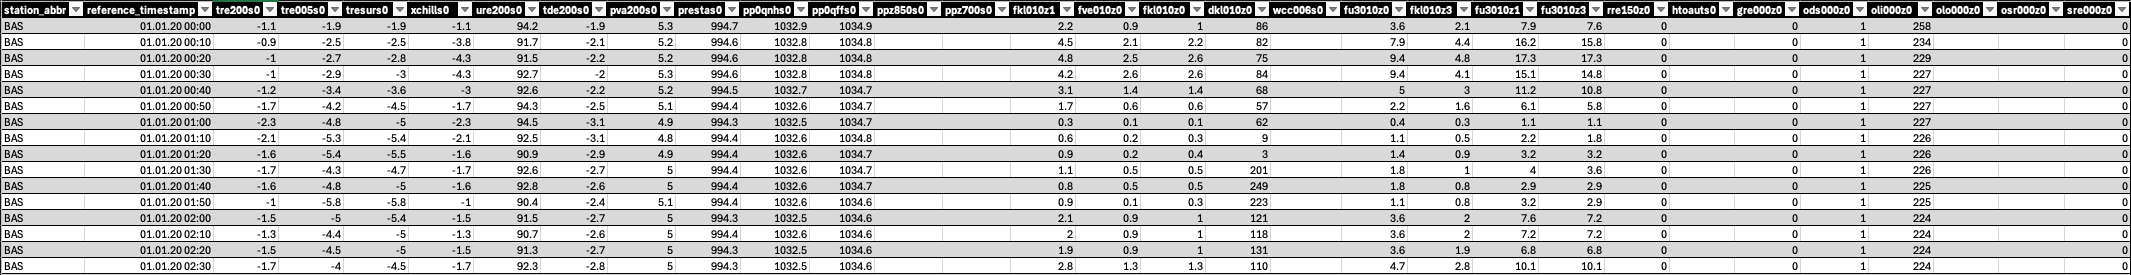 station_abbr reference_timestamp tre200s0 tre005s0 tresurs0 xchills0 ure200s0 tde200s0 pva200s0 prestas0 pp0qnhs0 pp0qffs0 ppz850s0 ppz700s0 fkl010z1 fve010z0 fkl010z0 dkl010z0 wcc006s0 fu3010z0 fkl010z3 fu3010z1 fu3010z3 rre150z0 htoauts0 gre000z0 ods000z0 oli000z0 olo000z0 osr000z0 sre000z0
BAS 01.01.20 00:00 -1.1 -1.9 -1.9 -1.1 94.2 -1.9 5.3 994.7 1032.9 1034.9 2.2 0.9 1 86 3.6 2.1 7.9 7.6 0 0 1 258 0
BAS 01.01.20 00:10 -0.9 -2.5 -2.5 -3.8 91.7 -2.1 5.2 994.6 1032.8 1034.8 4.5 2.1 2.2 82 7.9 4.4 16.2 15.8 0 0 1 234 0
BAS 01.01.20 00:20 -1 -2.7 -2.8 -4.3 91.5 -2.2 5.2 994.6 1032.8 1034.8 4.8 2.5 2.6 75 9.4 4.8 17.3 17.3 0 0 1 229 0
BAS 01.01.20 00:30 -1 -2.9 -3 -4.3 92.7 -2 5.3 994.6 1032.8 1034.8 4.2 2.6 2.6 84 9.4 4.1 15.1 14.8 0 0 1 227 0
BAS 01.01.20 00:40 -1.2 -3.4 -3.6 -3 92.6 -2.2 5.2 994.5 1032.7 1034.7 3.1 1.4 1.4 68 5 3 11.2 10.8 0 0 1 227 0
BAS 01.01.20 00:50 -1.7 -4.2 -4.5 -1.7 94.3 -2.5 5.1 994.4 1032.6 1034.7 1.7 0.6 0.6 57 2.2 1.6 6.1 5.8 0 0 1 227 0
BAS 01.01.20 01:00 -2.3 -4.8 -5 -2.3 94.5 -3.1 4.9 994.3 1032.5 1034.7 0.3 0.1 0.1 62 0.4 0.3 1.1 1.1 0 0 1 227 0
BAS 01.01.20 01:10 -2.1 -5.3 -5.4 -2.1 92.5 -3.1 4.8 994.4 1032.6 1034.8 0.6 0.2 0.3 9 1.1 0.5 2.2 1.8 0 0 1 226 0
BAS 01.01.20 01:20 -1.6 -5.4 -5.5 -1.6 90.9 -2.9 4.9 994.4 1032.6 1034.7 0.9 0.2 0.4 3 1.4 0.9 3.2 3.2 0 0 1 226 0
BAS 01.01.20 01:30 -1.7 -4.3 -4.7 -1.7 92.6 -2.7 5 994.4 1032.6 1034.7 1.1 0.5 0.5 201 1.8 1 4 3.6 0 0 1 226 0
BAS 01.01.20 01:40 -1.6 -4.8 -5 -1.6 92.8 -2.6 5 994.4 1032.6 1034.7 0.8 0.5 0.5 249 1.8 0.8 2.9 2.9 0 0 1 225 0
BAS 01.01.20 01:50 -1 -5.8 -5.8 -1 90.4 -2.4 5.1 994.4 1032.6 1034.6 0.9 0.1 0.3 223 1.1 0.8 3.2 2.9 0 0 1 225 0
BAS 01.01.20 02:00 -1.5 -5 -5.4 -1.5 91.5 -2.7 5 994.3 1032.5 1034.6 2.1 0.9 1 121 3.6 2 7.6 7.2 0 0 1 224 0
BAS 01.01.20 02:10 -1.3 -4.4 -5 -1.3 90.7 -2.6 5 994.4 1032.6 1034.6 2 0.9 1 118 3.6 2 7.2 7.2 0 0 1 224 0
BAS 01.01.20 02:20 -1.5 -4.5 -5 -1.5 91.3 -2.7 5 994.3 1032.5 1034.6 1.9 0.9 1 131 3.6 1.9 6.8 6.8 0 0 1 224 0
BAS 01.01.20 02:30 -1.7 -4 -4.5 -1.7 92.3 -2.8 5 994.3 1032.5 1034.6 2.8 1.3 1.3 110 4.7 2.8 10.1 10.1 0 0 1 224 0